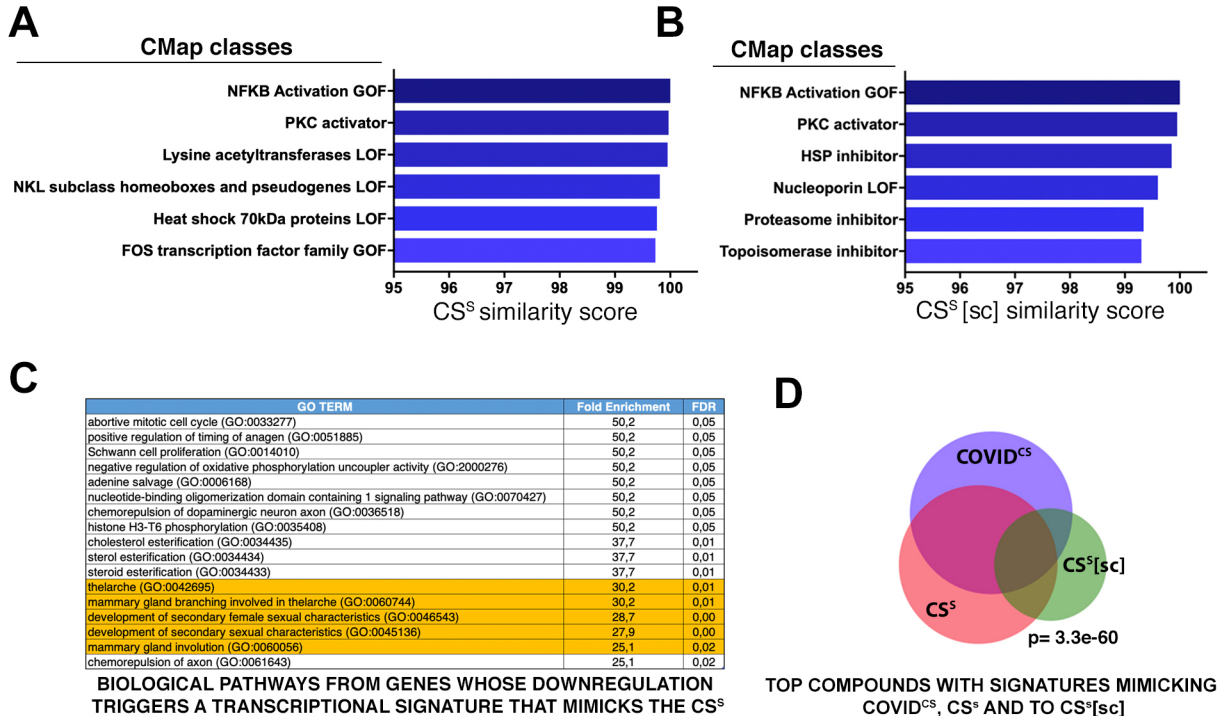 A
CMap classes
NFKB Activation GOF
PKC activator
Lysine acetyltransferases LOF
NKL subclass homeoboxes and pseudogenes LOF
Heat shock 70kDa proteins LOF
FOS transcription factor family GOF
95 96 97 98 99 100
CSˢ similarity score
B
CMap classes
NFKB Activation GOF
PKC activator
HSP inhibitor
Nucleoporin LOF
Proteasome inhibitor
Topoisomerase inhibitor
95 96 97 98 99 100
CSˢ [sc] similarity score
C
GO TERM Fold Enrichment FDR
abortive mitotic cell cycle (GO:0033277) 50,2 0,05
positive regulation of timing of anagen (GO:0051885) 50,2 0,05
Schwann cell proliferation (GO:0014010) 50,2 0,05
negative regulation of oxidative phosphorylation uncoupler activity (GO:2000276) 50,2 0,05
adenine salvage (GO:0006168) 50,2 0,05
nucleotide-binding oligomerization domain containing 1 signaling pathway (GO:0070427) 50,2 0,05
chemorepulsion of dopaminergic neuron axon (GO:0036518) 50,2 0,05
histone H3-T6 phosphorylation (GO:0035408) 50,2 0,05
cholesterol esterification (GO:0034435) 37,7 0,01
sterol esterification (GO:0034434) 37,7 0,01
steroid esterification (GO:0034433) 37,7 0,01
thelarche (GO:0042695) 30,2 0,01
mammary gland branching involved in thelarche (GO:0060744) 30,2 0,01
development of secondary female sexual characteristics (GO:0046543) 28,7 0,00
development of secondary sexual characteristics (GO:0045136) 27,9 0,00
mammary gland involution (GO:0060056) 25,1 0,02
chemorepulsion of axon (GO:0061643) 25,1 0,02
BIOLOGICAL PATHWAYS FROM GENES WHOSE DOWNREGULATION
TRIGGERS A TRANSCRIPTIONAL SIGNATURE THAT MIMICKS THE CSˢ
D
COVIDᶜˢ
CSˢ[sc]
CSˢ
p= 3.3e-60
TOP COMPOUNDS WITH SIGNATURES MIMICKING
COVIDᶜˢ, CSˢ AND TO CSˢ[sc]